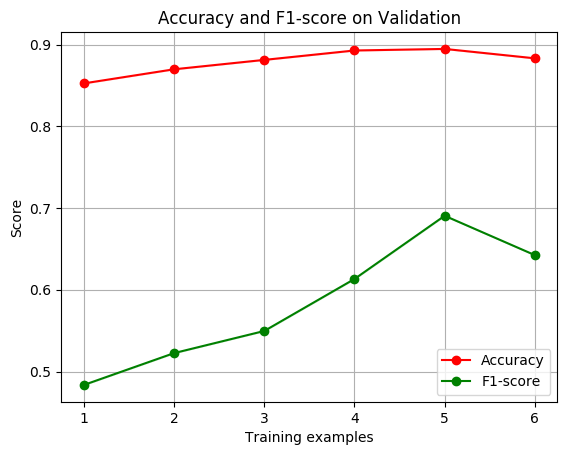 Accuracy and F1-score on Validation
Score
0.9
0.8
0.7
0.6
0.5
Accuracy
F1-score
1 2 3 4 5 6
Training examples